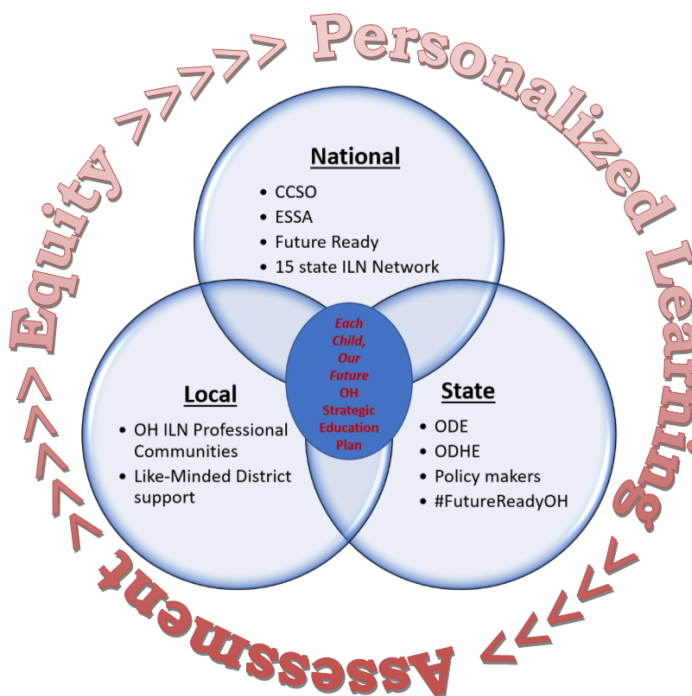 Equity >>>>> Personalized Learning >>>>> Assessment >>>>>
National
• CCSO
• ESSA
• Future Ready
• 15 state ILN Network
Each
Child,
Our
Future
OH
Strategic
Education
Plan
Local
• OH ILN Professional
Communities
• Like-Minded District
support
State
• ODE
• ODHE
• Policy makers
• #FutureReadyOH